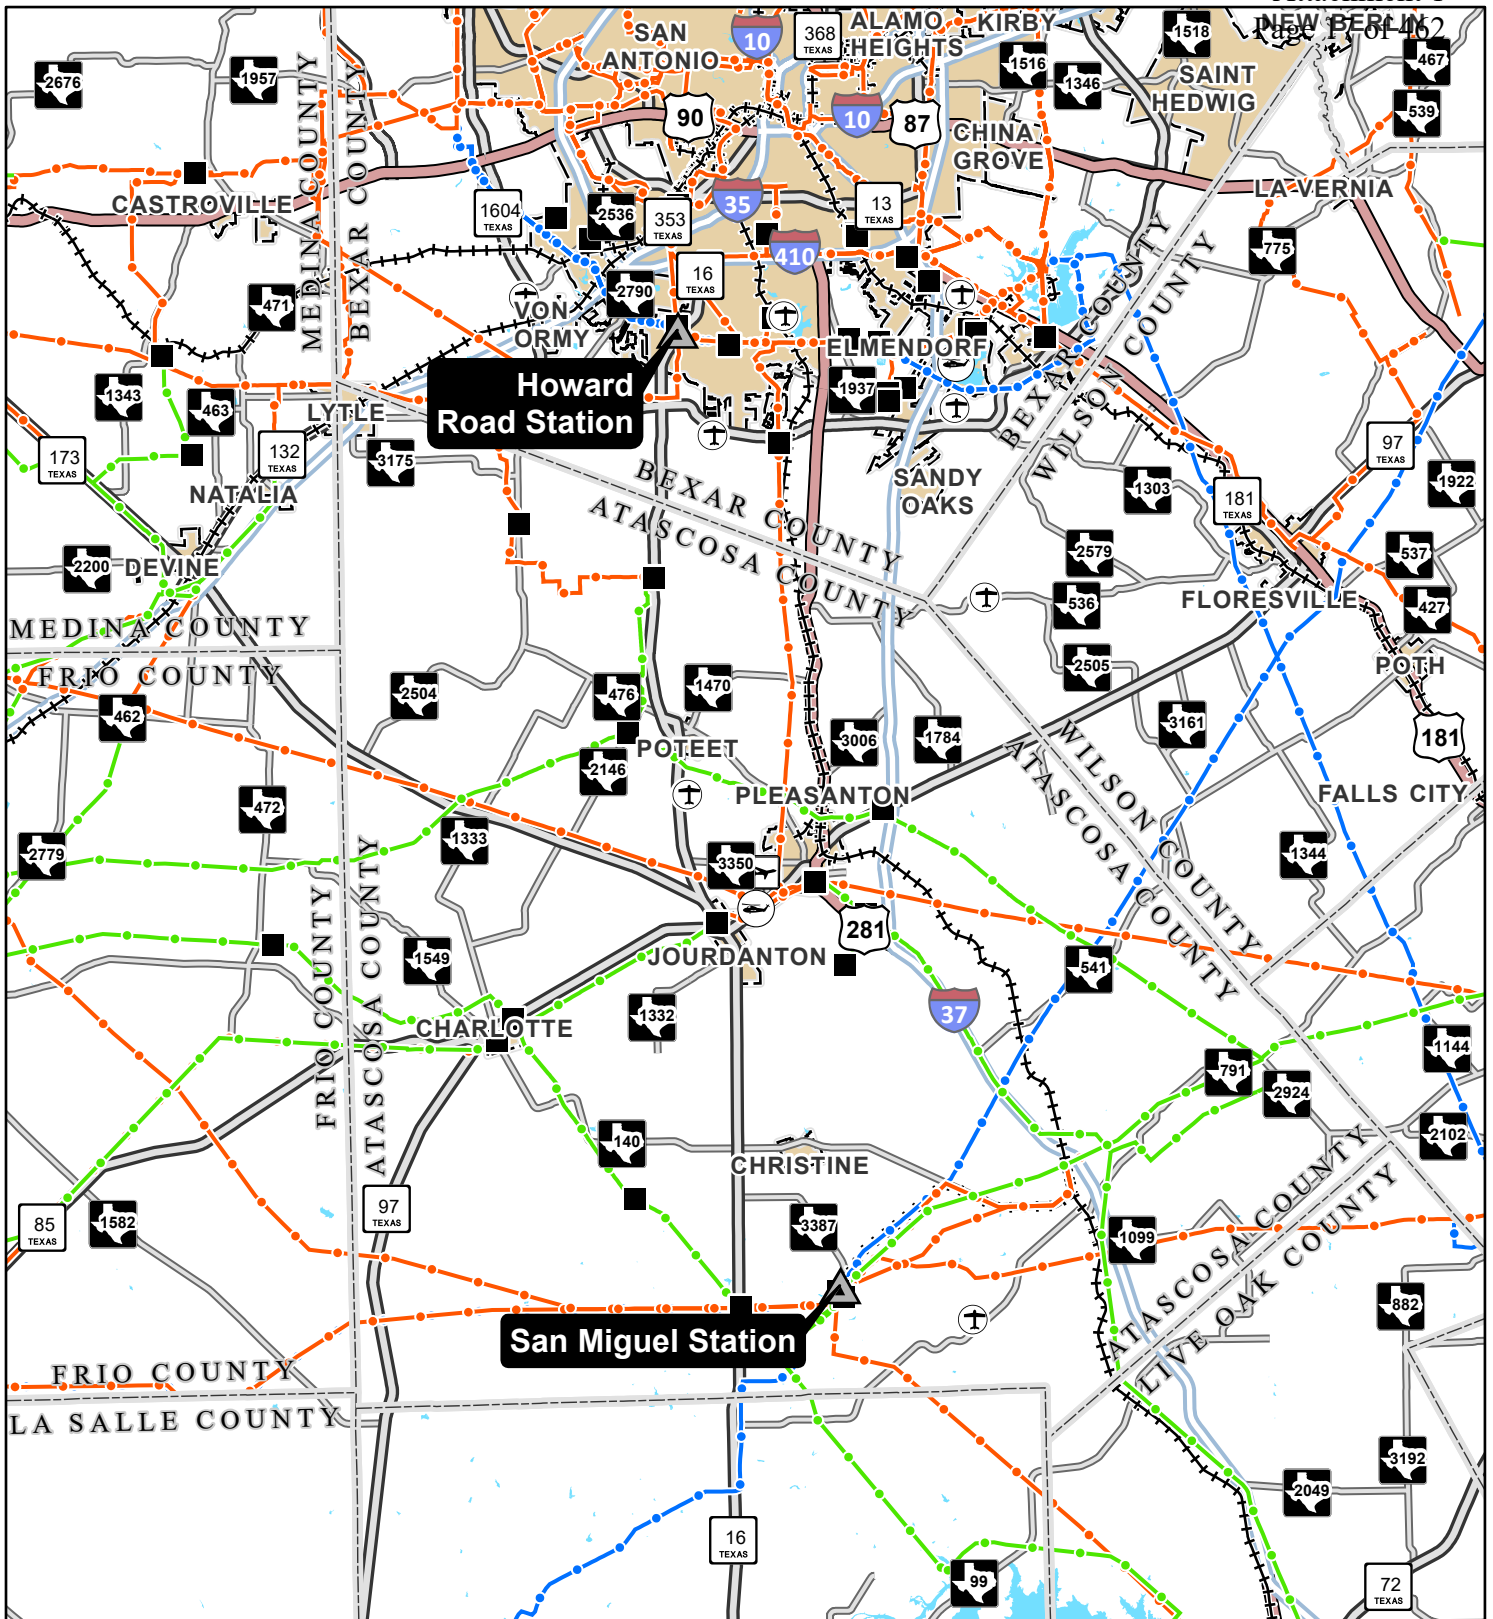 NEW BERLIN
Page 17 of 462
SAN
ANTONIO
10
368
TEXAS
ALAMO
HEIGHTS
KIRBY
1518
467
2676
1957
1516
1346
SAINT
HEDWIG
539
MEDINA COUNTY
BEXAR COUNTY
90
10
87
CHINA
GROVE
CASTROVILLE
LA VERNIA
1604
TEXAS
2536
353
TEXAS
35
13
TEXAS
410
775
BEXAR COUNTY
WILSON COUNTY
471
2790
16
TEXAS
VON
ORMY
ELMENDORF
Howard
Road Station
1343
463
LYTLE
1937
173
TEXAS
132
TEXAS
3175
97
TEXAS
NATALIA
BEXAR COUNTY
ATASCOSA COUNTY
SANDY
OAKS
1303
181
TEXAS
1922
2200
DEVINE
2579
537
536
FLORESVILLE
427
MEDINA COUNTY
FRIO COUNTY
2505
POTH
462
2504
476
1470
3006
1784
3161
181
POTEET
2146
WILSON COUNTY
ATASCOSA COUNTY
472
PLEASANTON
FALLS CITY
2779
1333
3350
1344
FRIO COUNTY
ATASCOSA COUNTY
281
1549
JOURDANTON
541
CHARLOTTE
1332
37
1144
791
2924
140
2102
CHRISTINE
85
TEXAS
1582
97
TEXAS
3387
1099
ATASCOSA COUNTY
LIVE OAK COUNTY
882
San Miguel Station
FRIO COUNTY
LA SALLE COUNTY
3192
2049
16
TEXAS
99
72
TEXAS